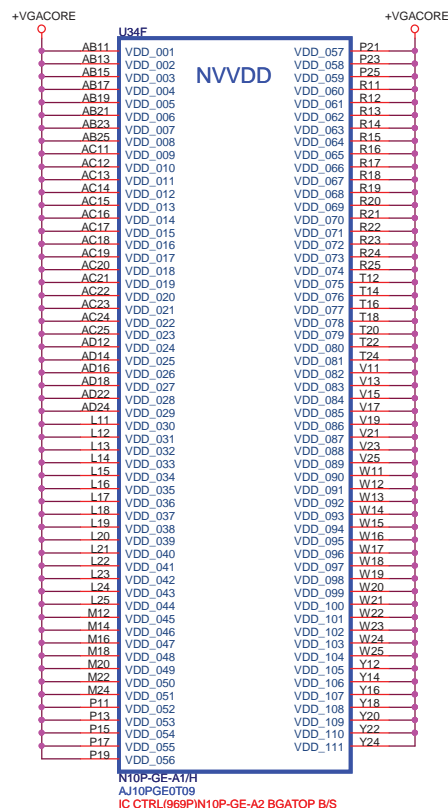 +VGACORE +VGACORE
U34F
NVVDD
AB11 VDD_001 VDD_057 P21
AB13 VDD_002 VDD_058 P23
AB15 VDD_003 VDD_059 P25
AB17 VDD_004 VDD_060 R11
AB19 VDD_005 VDD_061 R12
AB21 VDD_006 VDD_062 R13
AB23 VDD_007 VDD_063 R14
AB25 VDD_008 VDD_064 R15
AC11 VDD_009 VDD_065 R16
AC12 VDD_010 VDD_066 R17
AC13 VDD_011 VDD_067 R18
AC14 VDD_012 VDD_068 R19
AC15 VDD_013 VDD_069 R20
AC16 VDD_014 VDD_070 R21
AC17 VDD_015 VDD_071 R22
AC18 VDD_016 VDD_072 R23
AC19 VDD_017 VDD_073 R24
AC20 VDD_018 VDD_074 R25
AC21 VDD_019 VDD_075 T12
AC22 VDD_020 VDD_076 T14
AC23 VDD_021 VDD_077 T16
AC24 VDD_022 VDD_078 T18
AC25 VDD_023 VDD_079 T20
AD12 VDD_024 VDD_080 T22
AD14 VDD_025 VDD_081 T24
AD16 VDD_026 VDD_082 V11
AD18 VDD_027 VDD_083 V13
AD22 VDD_028 VDD_084 V15
AD24 VDD_029 VDD_085 V17
L11 VDD_030 VDD_086 V19
L12 VDD_031 VDD_087 V21
L13 VDD_032 VDD_088 V23
L14 VDD_033 VDD_089 V25
L15 VDD_034 VDD_090 W11
L16 VDD_035 VDD_091 W12
L17 VDD_036 VDD_092 W13
L18 VDD_037 VDD_093 W14
L19 VDD_038 VDD_094 W15
L20 VDD_039 VDD_095 W16
L21 VDD_040 VDD_096 W17
L22 VDD_041 VDD_097 W18
L23 VDD_042 VDD_098 W19
L24 VDD_043 VDD_099 W20
L25 VDD_044 VDD_100 W21
M12 VDD_045 VDD_101 W22
M14 VDD_046 VDD_102 W23
M16 VDD_047 VDD_103 W24
M18 VDD_048 VDD_104 W25
M20 VDD_049 VDD_105 Y12
M22 VDD_050 VDD_106 Y14
M24 VDD_051 VDD_107 Y16
P11 VDD_052 VDD_108 Y18
P13 VDD_053 VDD_109 Y20
P15 VDD_054 VDD_110 Y22
P17 VDD_055 VDD_111 Y24
P19 VDD_056
N10P-GE-A1/H
AJ10PGE0T09
IC CTRL(969P)N10P-GE-A2 BGATOP B/S